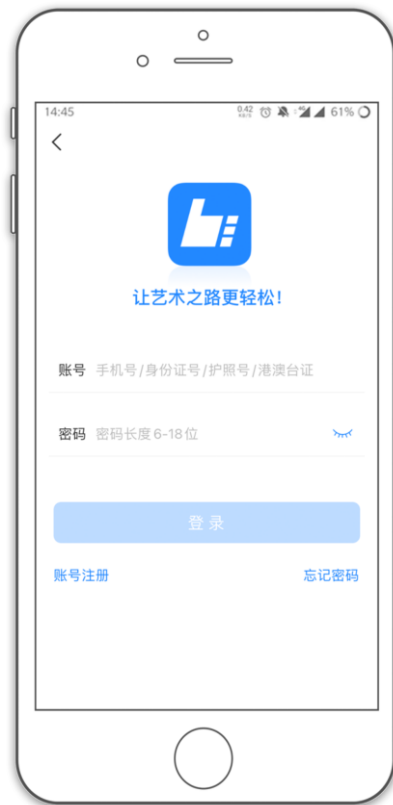 14:45 0.42 KB/S 4G 61%
让艺术之路更轻松！
账号 手机号/身份证号/护照号/港澳台证
密码 密码长度6-18位
登录
账号注册 忘记密码